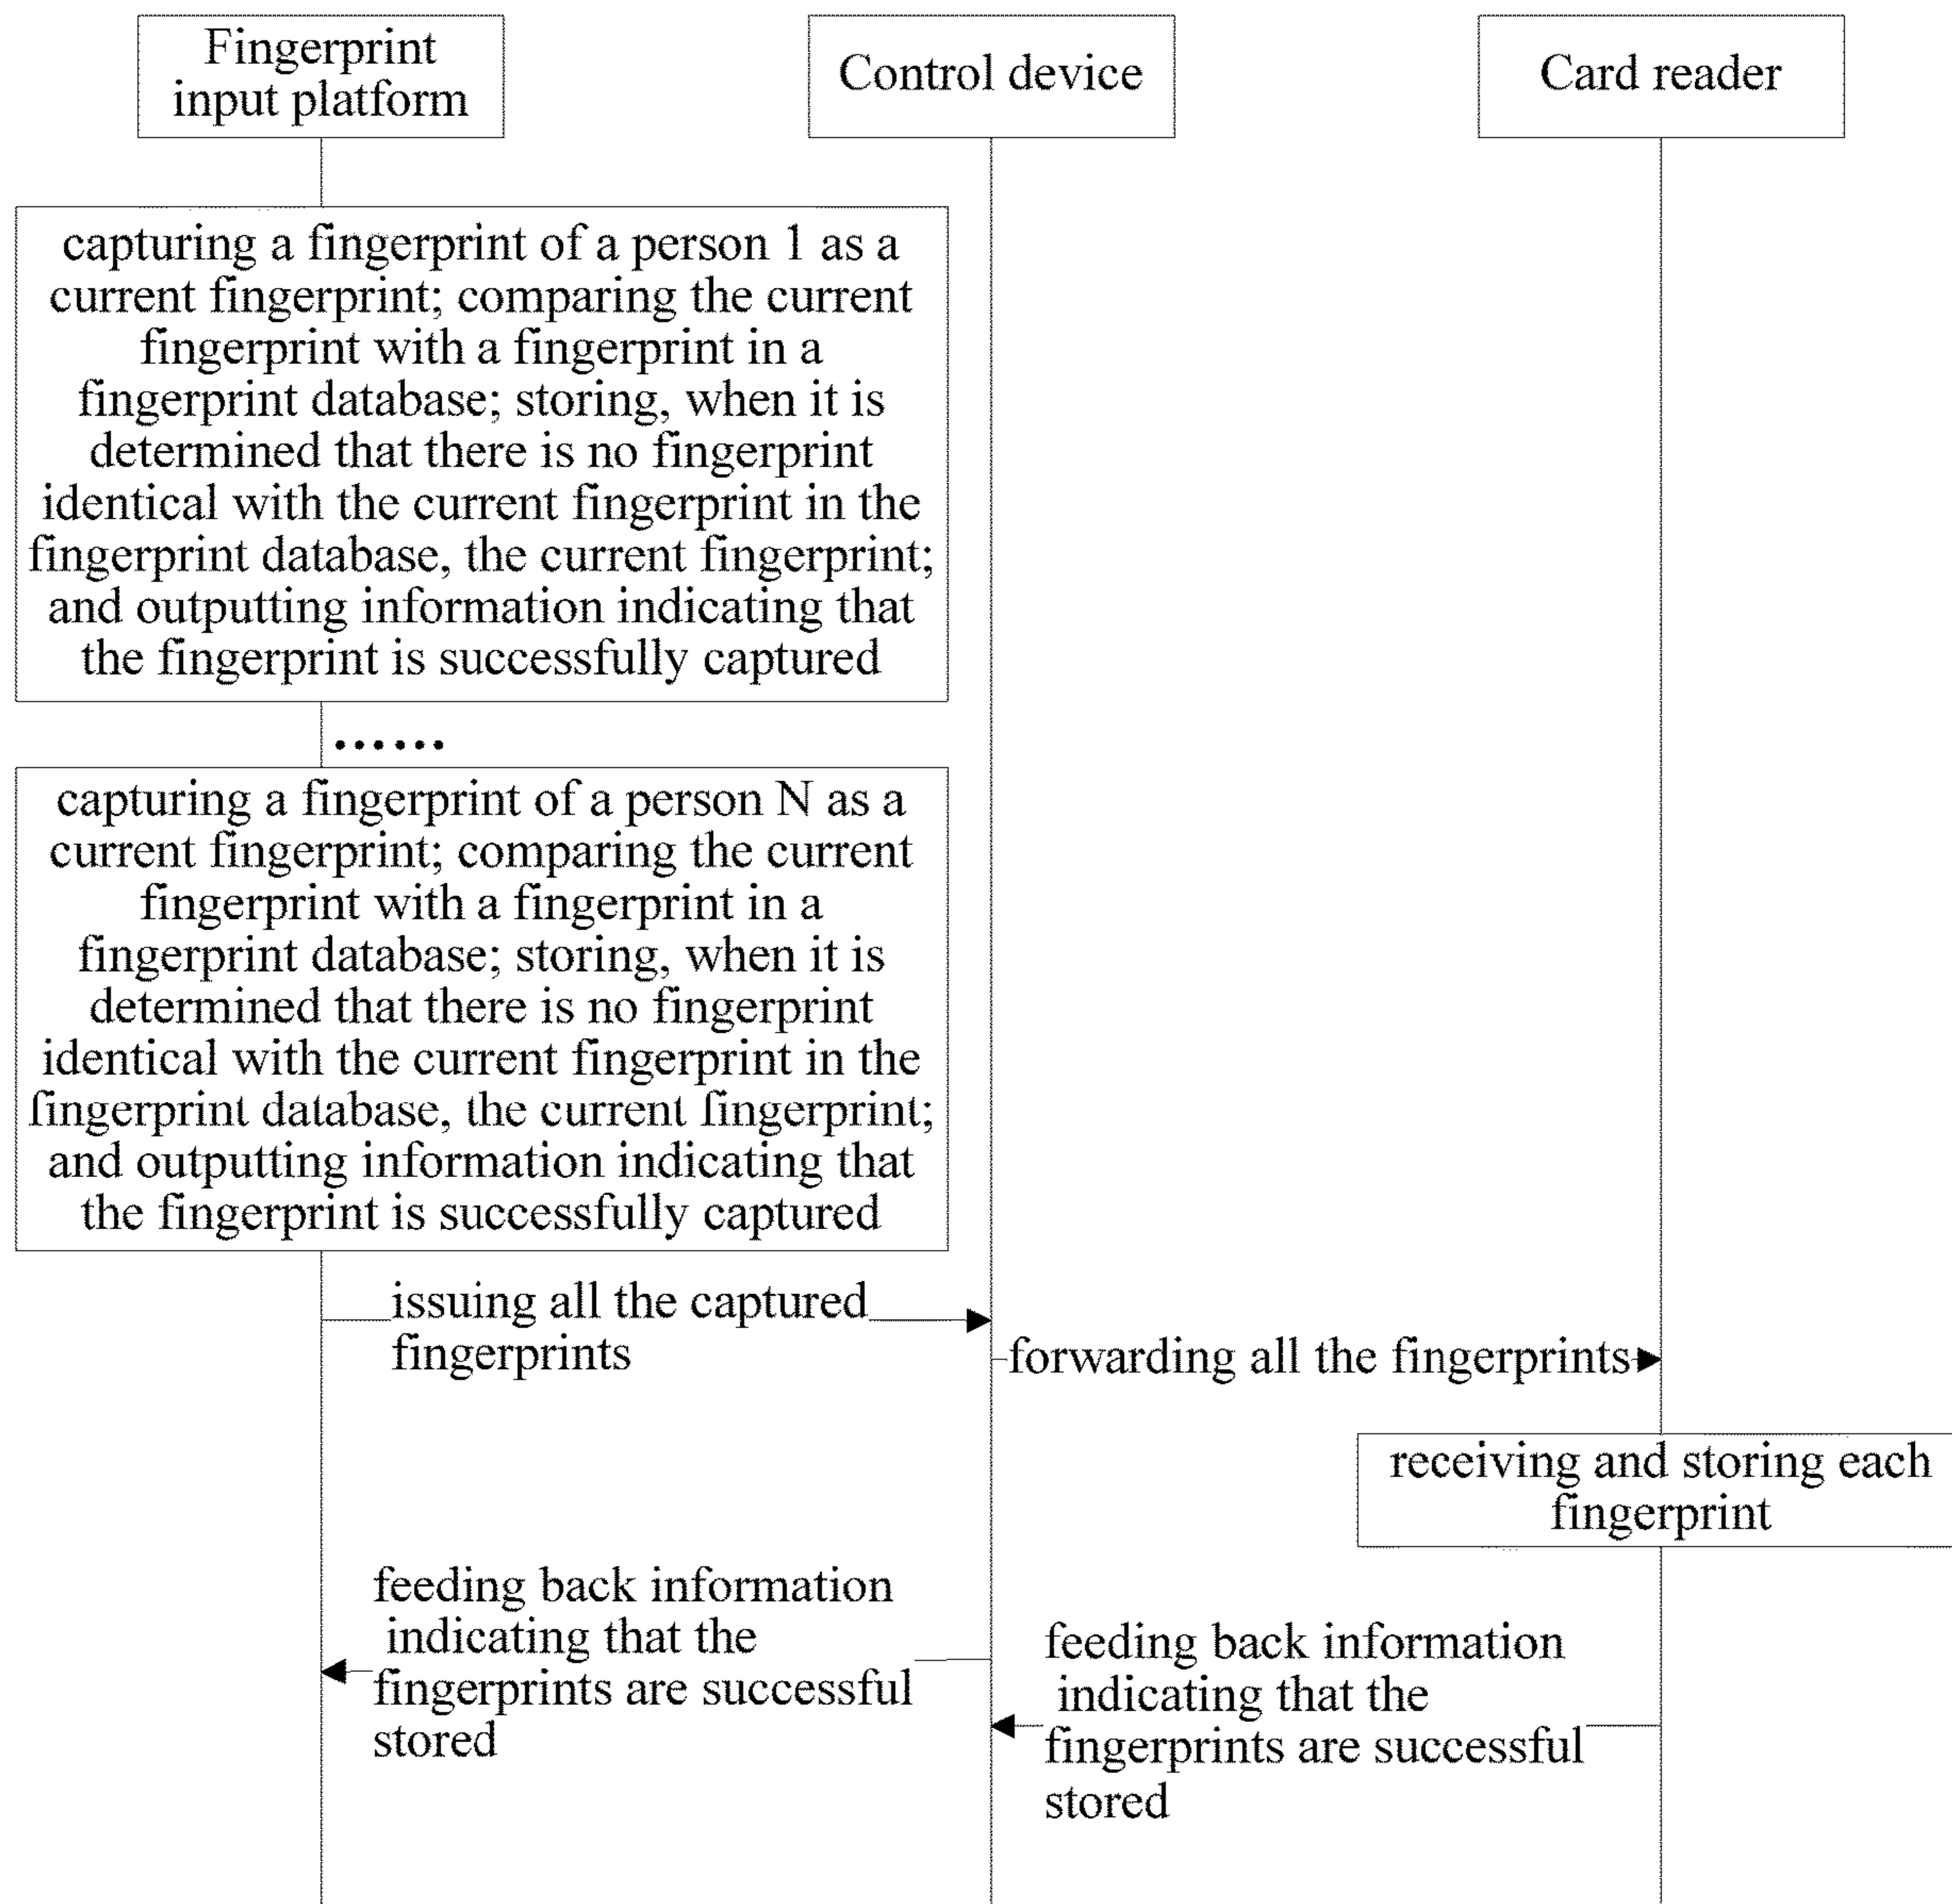 Fingerprint
input platform
Control device
Card reader
capturing a fingerprint of a person 1 as a
current fingerprint; comparing the current
fingerprint with a fingerprint in a
fingerprint database; storing, when it is
determined that there is no fingerprint
identical with the current fingerprint in the
fingerprint database, the current fingerprint;
and outputting information indicating that
the fingerprint is successfully captured
......
capturing a fingerprint of a person N as a
current fingerprint; comparing the current
fingerprint with a fingerprint in a
fingerprint database; storing, when it is
determined that there is no fingerprint
identical with the current fingerprint in the
fingerprint database, the current fingerprint;
and outputting information indicating that
the fingerprint is successfully captured
issuing all the captured
fingerprints
forwarding all the fingerprints
receiving and storing each
fingerprint
feeding back information
indicating that the
fingerprints are successful
stored
feeding back information
indicating that the
fingerprints are successful
stored